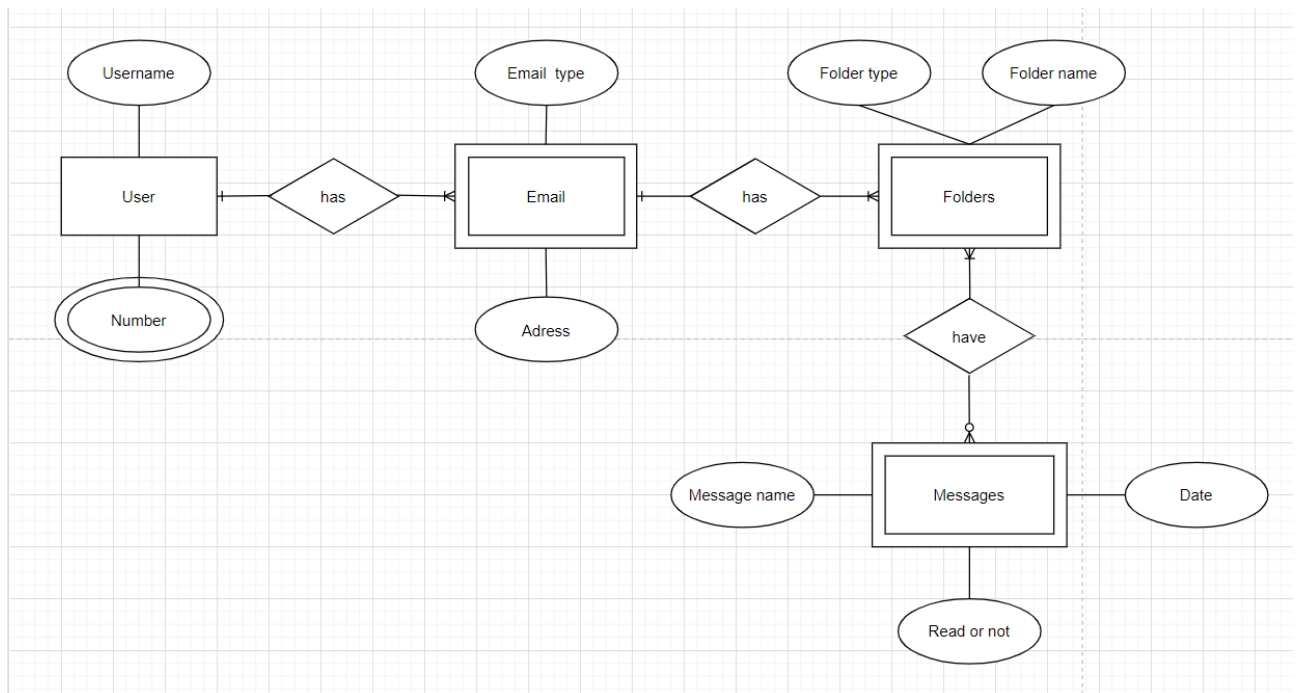 Username
Email type
Folder type
Folder name
User
has
Email
has
Folders
Number
Adress
have
Message name
Messages
Date
Read or not